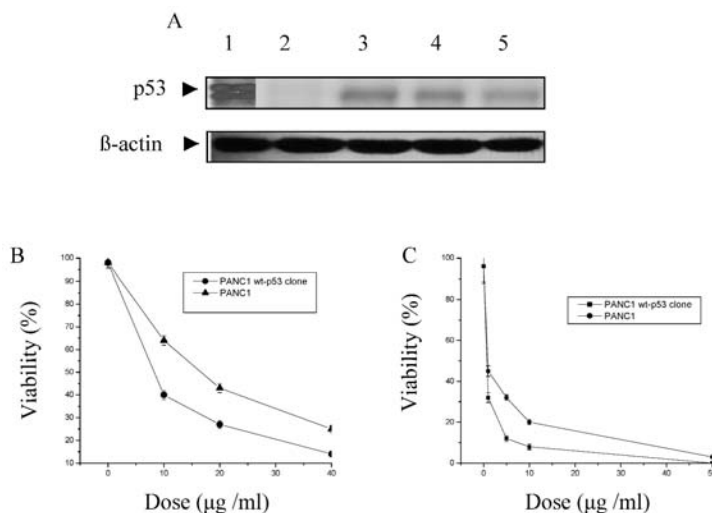 A
1 2 3 4 5
p53
ß-actin
B
100
90
80
70
60
50
40
30
20
10
Viability (%)
PANC1 wt-p53 clone
PANC1
0 10 20 30 40
Dose (μg /ml)
C
100
80
60
40
20
0
Viability (%)
PANC1 wt-p53 clone
PANC1
0 10 20 30 40 50
Dose (μg /ml)